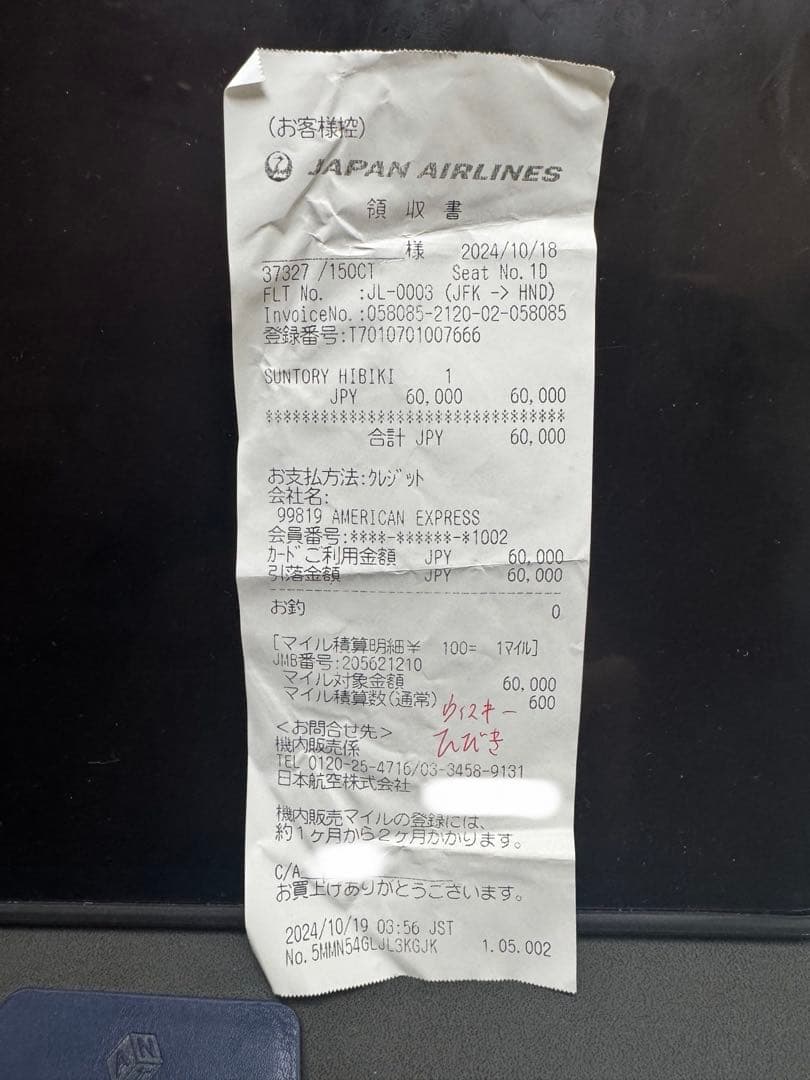 (お客様控)
JAPAN AIRLINES
領収書
様 2024/10/18
37327 /150CT Seat No.1D
FLT No. :JL-0003 (JFK -> HND)
InvoiceNo.:058085-2120-02-058085
登録番号:T7010701007666
SUNTORY HIBIKI 1
JPY 60,000 60,000
********************************
合計 JPY 60,000
お支払方法:クレジット
会社名:
99819 AMERICAN EXPRESS
会員番号:****-******-*1002
カードご利用金額 JPY 60,000
引落金額 JPY 60,000
お釣 0
[マイル積算明細¥ 100= 1マイル]
JMB番号:205621210
マイル対象金額 60,000
マイル積算数(通常) 600
ウィスキー
ひびき
<お問合せ先>
機内販売係
TEL 0120-25-4716/03-3458-9131
日本航空株式会社
機内販売マイルの登録には、
約1ヶ月から2ヶ月かかります。
C/A
お買上げありがとうございます。
2024/10/19 03:56 JST
No.5MMN54GLJL3KGJK 1.05.002